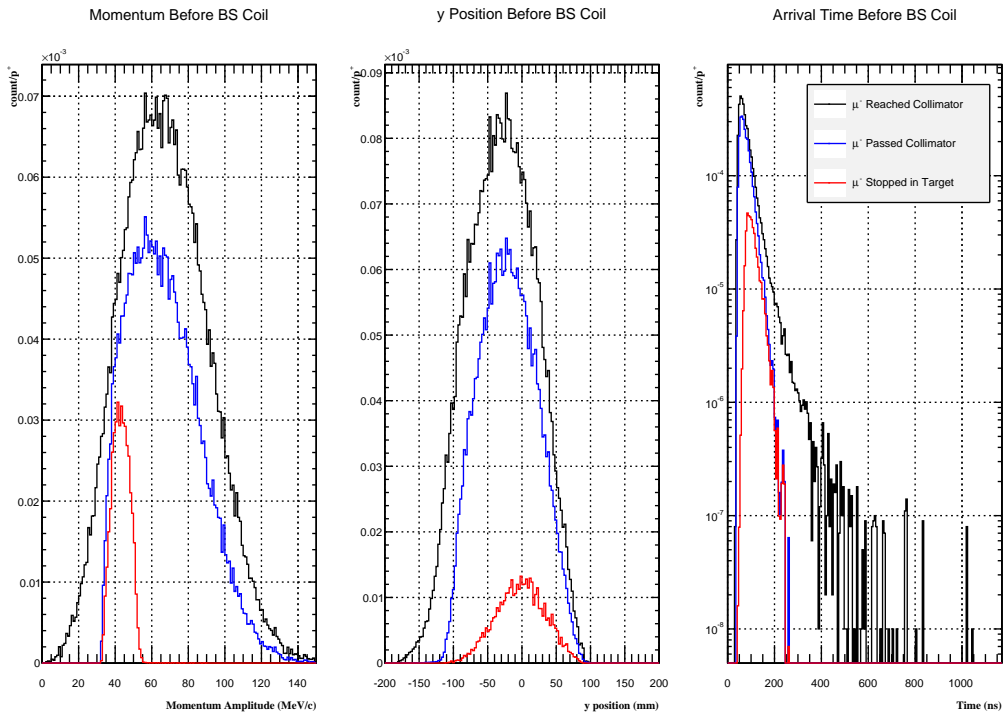 Momentum Before BS Coil
×10⁻³
count/p⁺
0.07
0.06
0.05
0.04
0.03
0.02
0.01
0
0 20 40 60 80 100 120 140
Momentum Amplitude (MeV/c)
y Position Before BS Coil
×10⁻³
count/p⁺
0.09
0.08
0.07
0.06
0.05
0.04
0.03
0.02
0.01
0
-200 -150 -100 -50 0 50 100 150 200
y position (mm)
Arrival Time Before BS Coil
count/p⁺
μ⁻ Reached Collimator
μ⁻ Passed Collimator
μ⁻ Stopped in Target
10⁻⁴
10⁻⁵
10⁻⁶
10⁻⁷
10⁻⁸
0 200 400 600 800 1000
Time (ns)